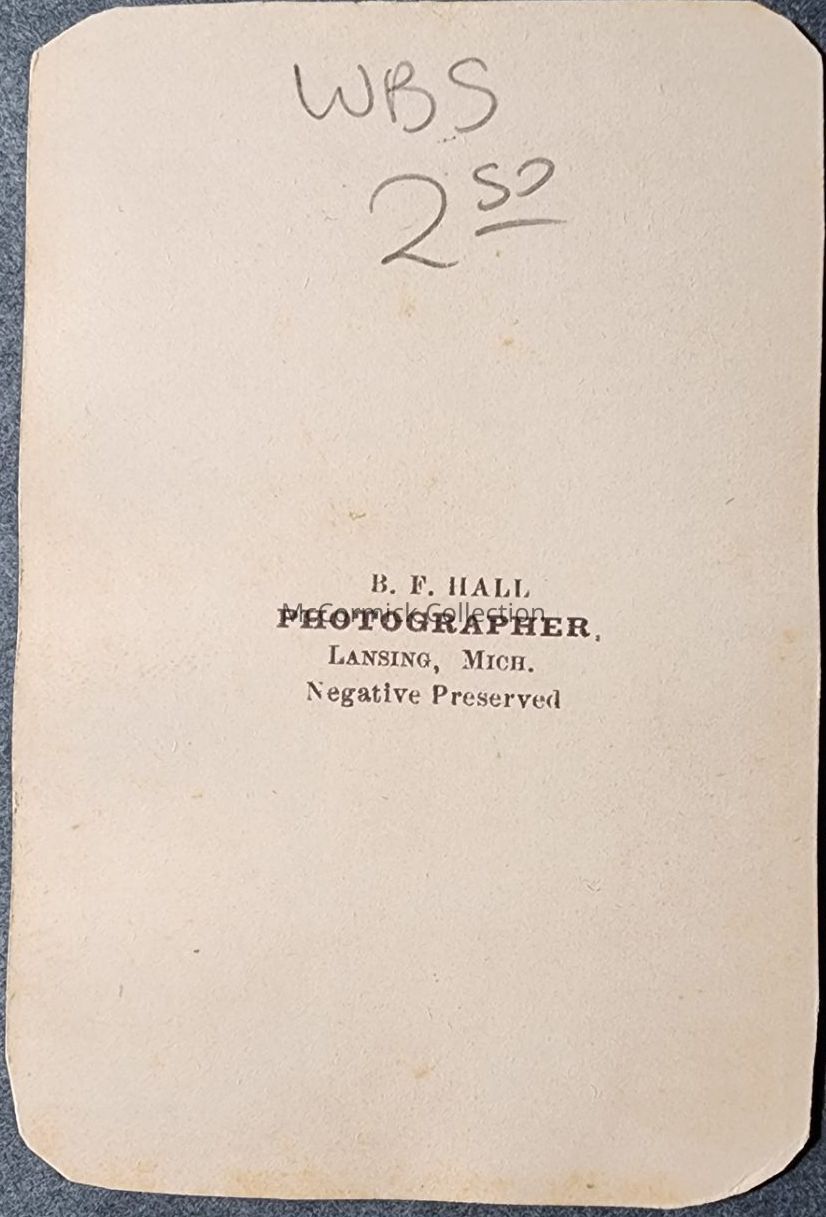 WBS
2 50
B. F. HALL
McCormick Collection
PHOTOGRAPHER,
LANSING, MICH.
Negative Preserved